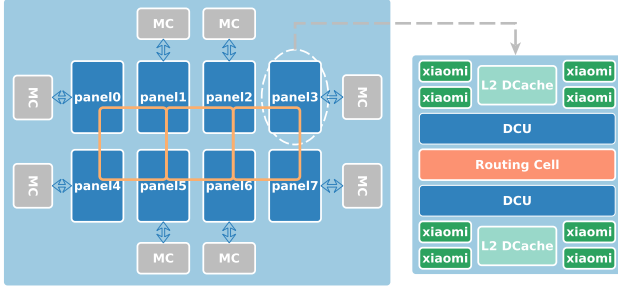 MC MC
MC panel0 panel1 panel2 panel3 MC
MC panel4 panel5 panel6 panel7 MC
MC MC
xiaomi L2 DCache xiaomi
xiaomi xiaomi
DCU
Routing Cell
DCU
xiaomi L2 DCache xiaomi
xiaomi xiaomi